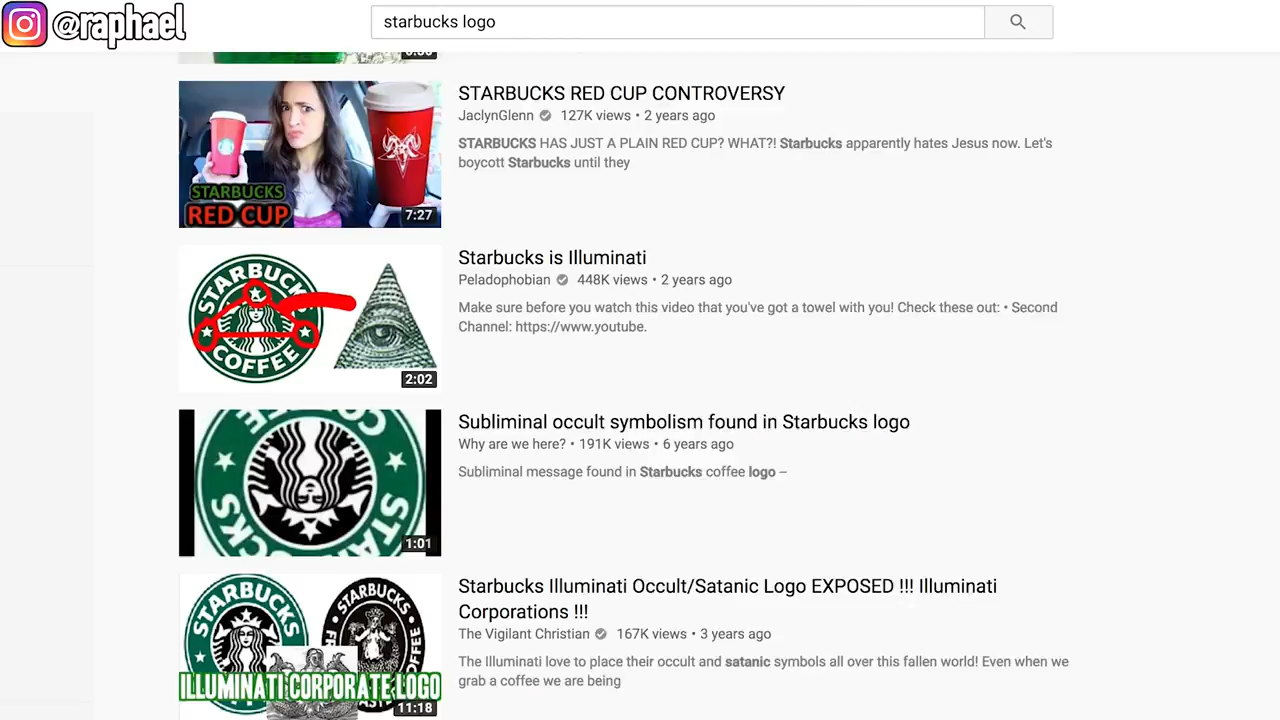 @raphael
starbucks logo
STARBUCKS RED CUP CONTROVERSY
JaclynGlenn 127K views • 2 years ago
STARBUCKS HAS JUST A PLAIN RED CUP? WHAT?! Starbucks apparently hates Jesus now. Let's
boycott Starbucks until they
STARBUCKS
RED CUP
7:27
Starbucks is Illuminati
Peladophobian 448K views • 2 years ago
Make sure before you watch this video that you've got a towel with you! Check these out: • Second
Channel: https://www.youtube.
STARBUCKS
COFFEE
2:02
Subliminal occult symbolism found in Starbucks logo
Why are we here? • 191K views • 6 years ago
Subliminal message found in Starbucks coffee logo –
COFFEE
STARBUCKS
1:01
Starbucks Illuminati Occult/Satanic Logo EXPOSED !!! Illuminati
Corporations !!!
The Vigilant Christian 167K views • 3 years ago
The Illuminati love to place their occult and satanic symbols all over this fallen world! Even when we
grab a coffee we are being
STARBUCKS
STARBUCKS
ILLUMINATI CORPORATE LOGO
11:18